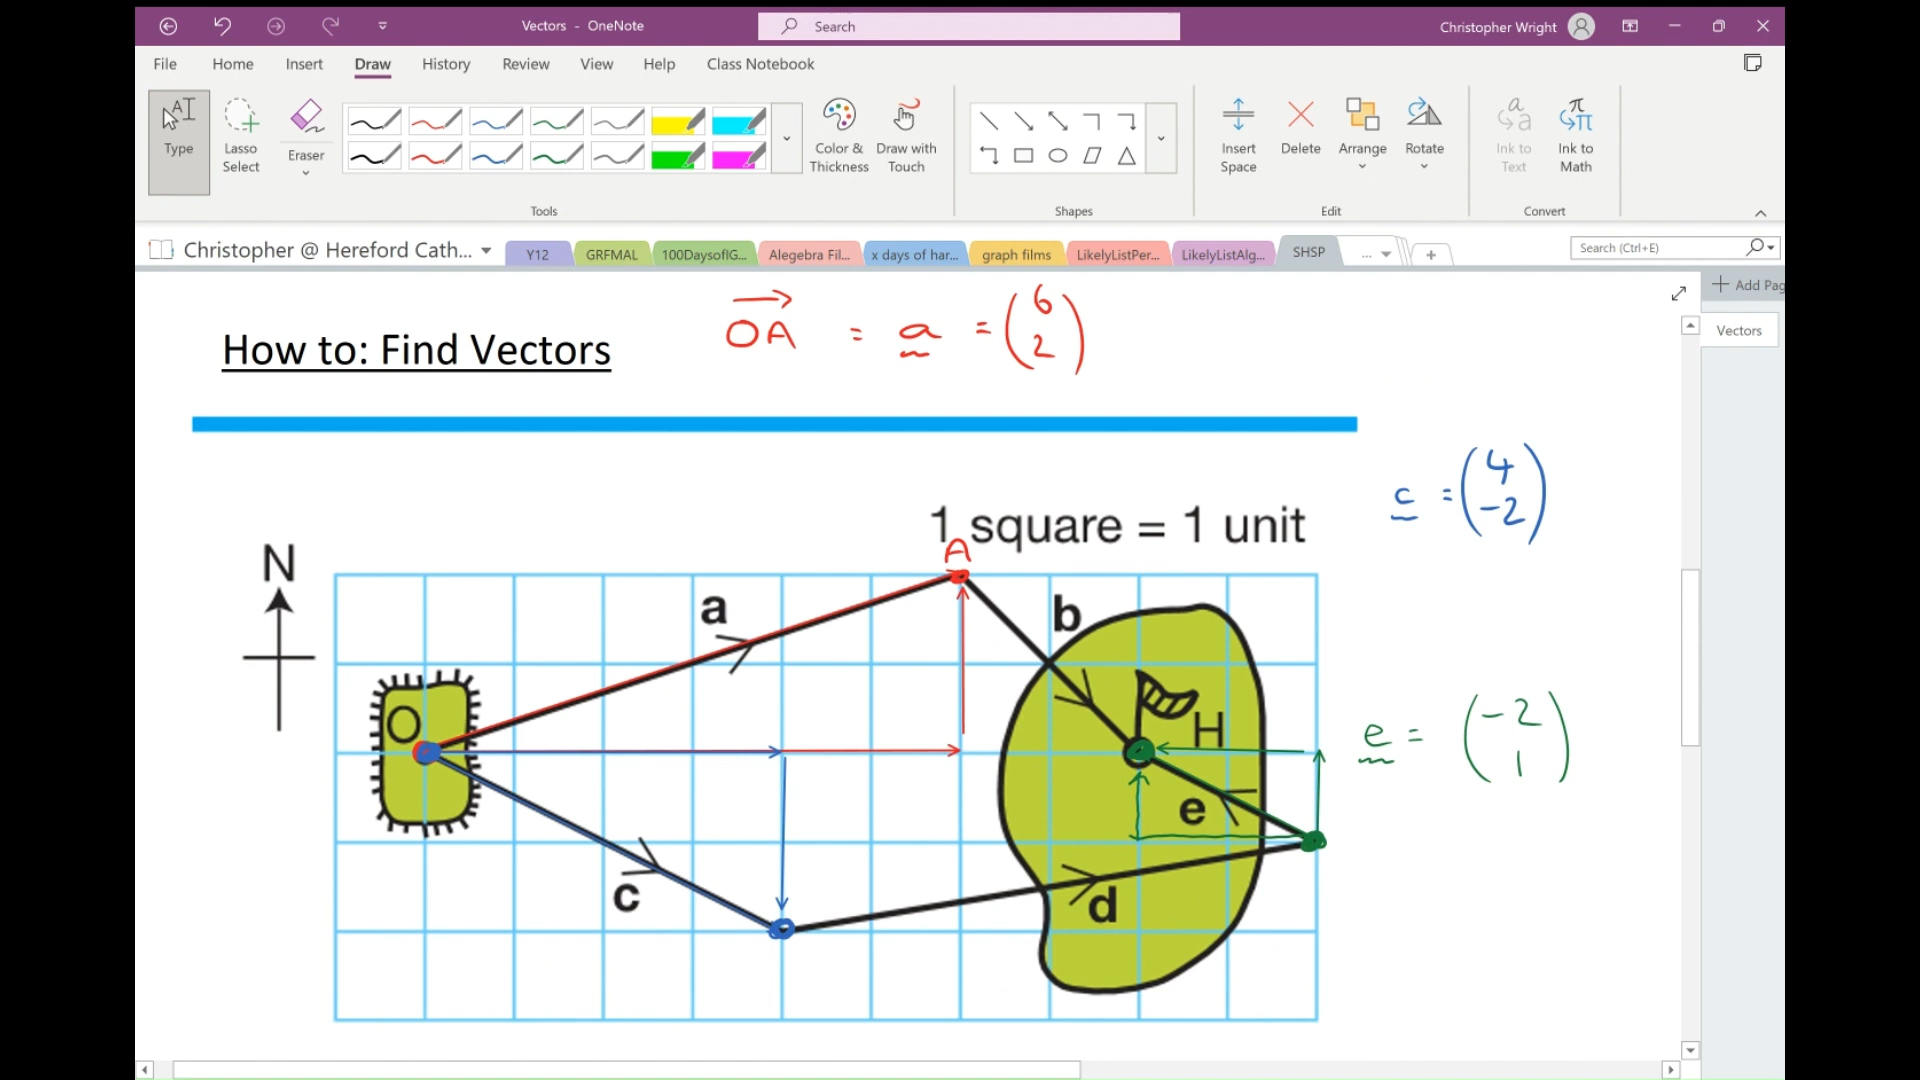 Vectors - OneNote
Search
Christopher Wright
File Home Insert Draw History Review View Help Class Notebook
Type
Lasso Select
Eraser
Color & Thickness
Draw with Touch
Insert Space
Delete
Arrange
Rotate
a a
Ink to Text
π π
Ink to Math
Tools Shapes Edit Convert
Christopher @ Hereford Cath...
Y12 GRFMAL 100DaysofIG... Alegebra Fil... x days of har... graph films LikelyListPer... LikelyListAlg... SHSP ...
Search (Ctrl+E)
Add Pag
Vectors
How to: Find Vectors
OA = a = (6
2)
c = (4
-2)
1 square = 1 unit
N
A
a
b
O
H
e = (-2
1)
e
c
d